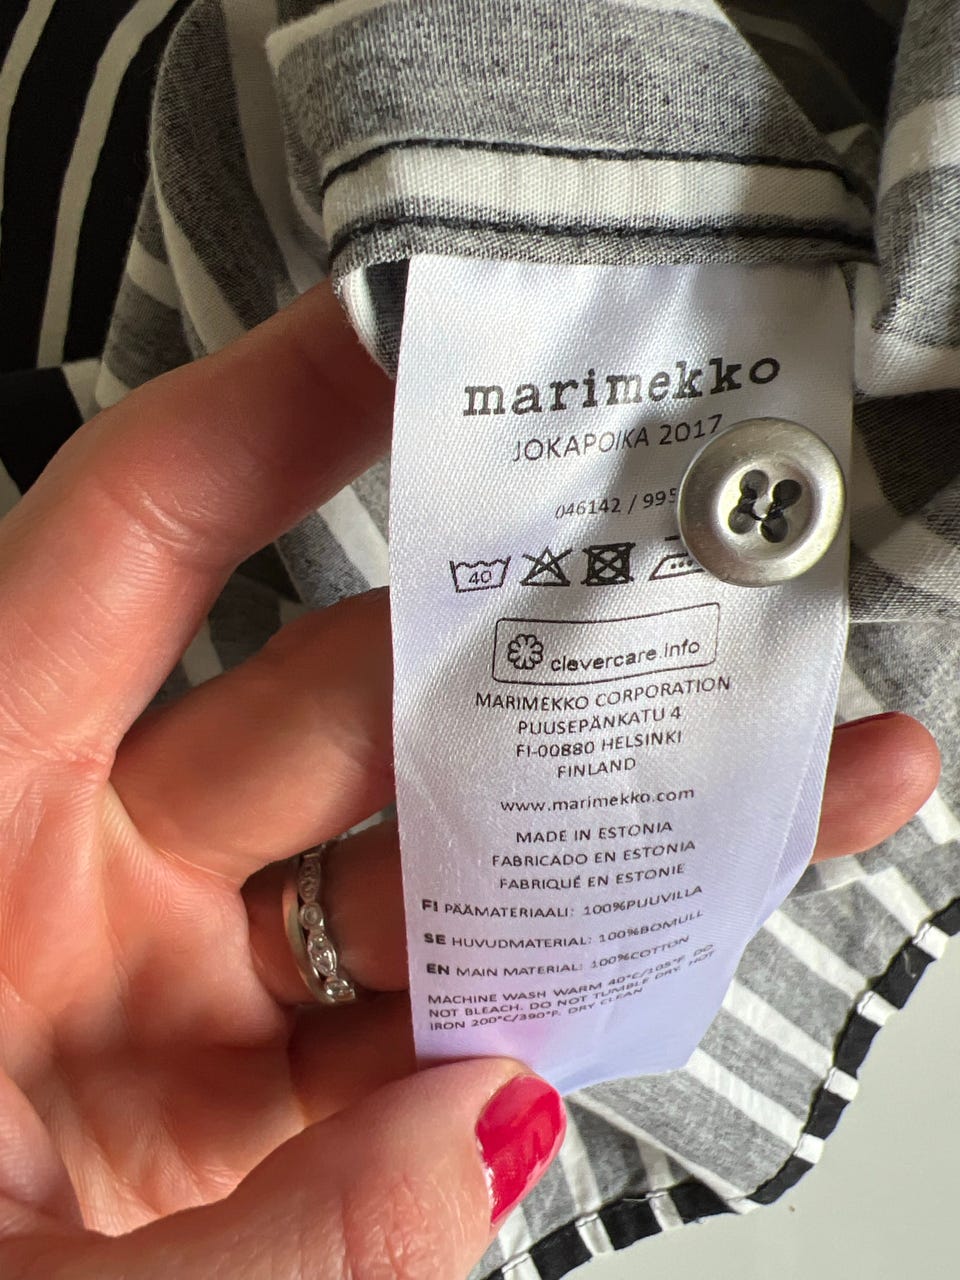 marimekko
JOKAPOIKA 2017
046142 / 995
40
clevercare.info
MARIMEKKO CORPORATION
PUUSEPÄNKATU 4
FI-00880 HELSINKI
FINLAND
www.marimekko.com
MADE IN ESTONIA
FABRICADO EN ESTONIA
FABRIQUÉ EN ESTONIE
FI PÄÄMATERIAALI: 100%PUUVILLA
SE HUVUDMATERIAL: 100%BOMULL
EN MAIN MATERIAL: 100%COTTON
MACHINE WASH WARM 40°C/105°F. DO
NOT BLEACH. DO NOT TUMBLE DRY. HOT
IRON 200°C/390°F. DRY CLEAN